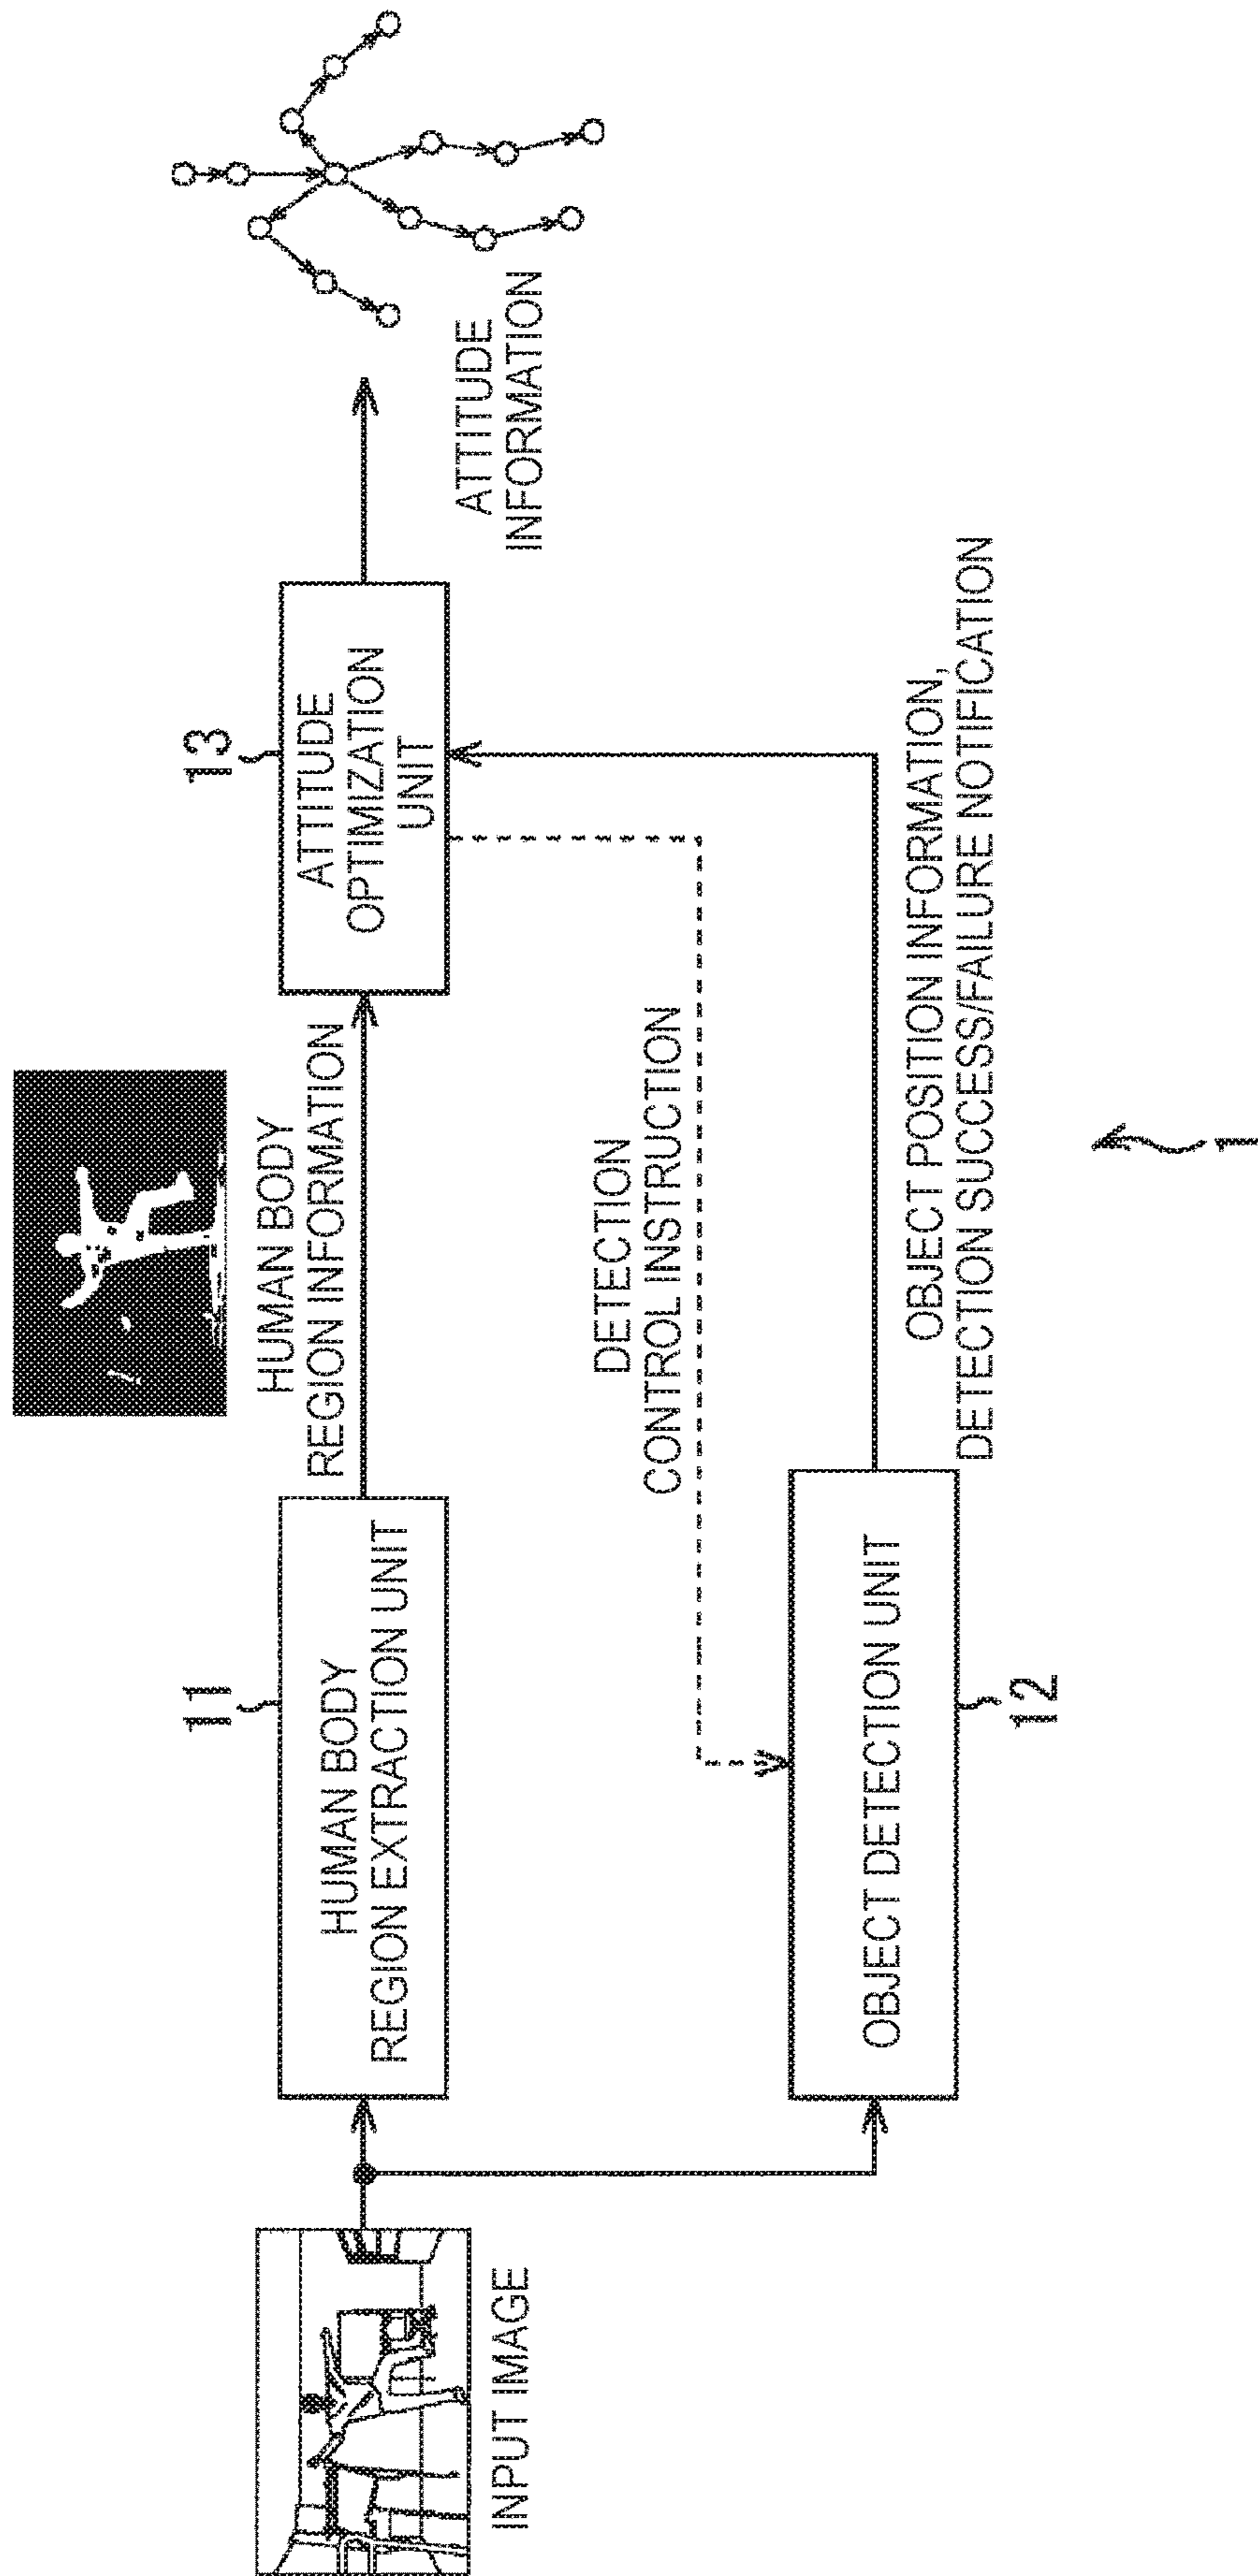 INPUT IMAGE
11
HUMAN BODY
REGION EXTRACTION UNIT
HUMAN BODY
REGION INFORMATION
13
ATTITUDE
OPTIMIZATION
UNIT
ATTITUDE
INFORMATION
DETECTION
CONTROL INSTRUCTION
OBJECT DETECTION UNIT
12
OBJECT POSITION INFORMATION,
DETECTION SUCCESS/FAILURE NOTIFICATION
1